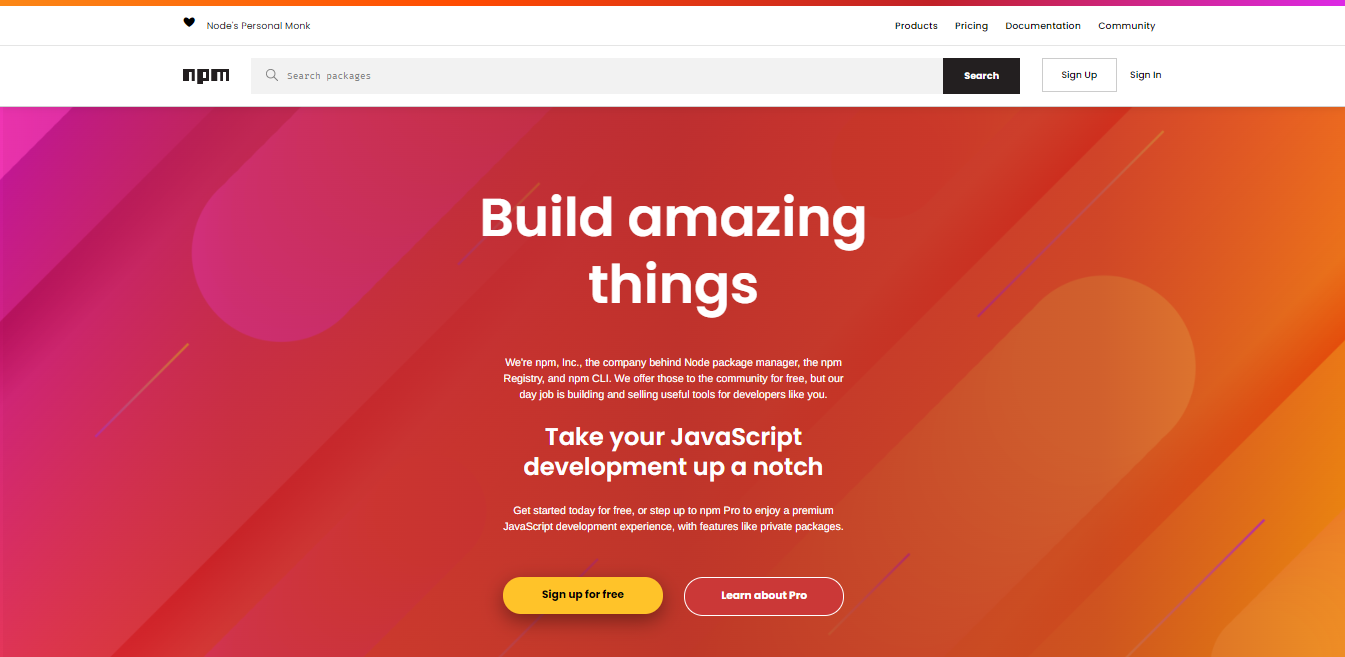 Node's Personal Monk
Products Pricing Documentation Community
npm
Search packages
Search
Sign Up
Sign In
Build amazing
things
We're npm, Inc., the company behind Node package manager, the npm
Registry, and npm CLI. We offer those to the community for free, but our
day job is building and selling useful tools for developers like you.
Take your JavaScript
development up a notch
Get started today for free, or step up to npm Pro to enjoy a premium
JavaScript development experience, with features like private packages.
Sign up for free
Learn about Pro